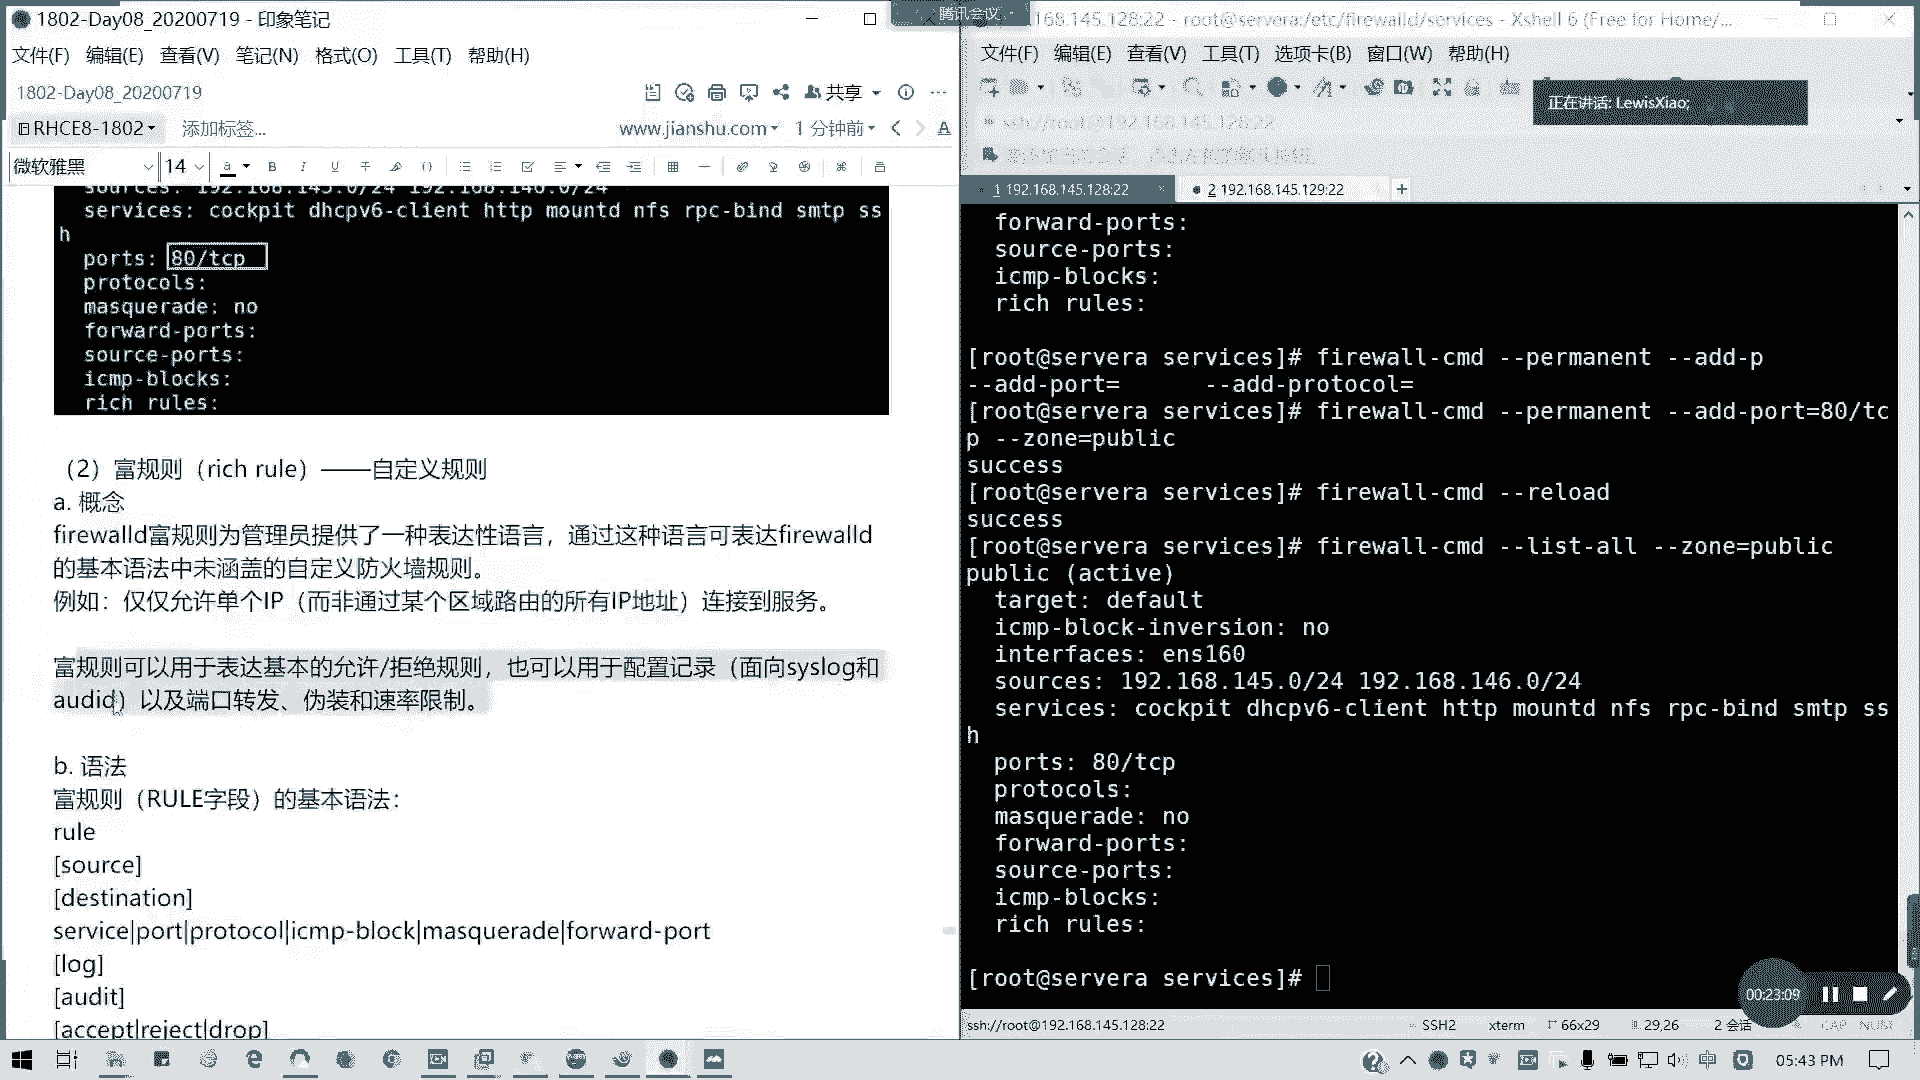 1802-Day08_20200719 - 印象笔记
文件(F) 编辑(E) 查看(V) 笔记(N) 格式(O) 工具(T) 帮助(H)
1802-Day08_20200719
共享
RHCE8-1802 添加标签...
www.jianshu.com 1 分钟前
微软雅黑 14
sources: 192.168.145.0/24 192.168.146.0/24
services: cockpit dhcpv6-client http mountd nfs rpc-bind smtp ss
h
ports: 80/tcp
protocols:
masquerade: no
forward-ports:
source-ports:
icmp-blocks:
rich rules:
（2）富规则（rich rule）——自定义规则
a. 概念
firewalld富规则为管理员提供了一种表达性语言，通过这种语言可表达firewalld
的基本语法中未涵盖的自定义防火墙规则。
例如：仅仅允许单个IP（而非通过某个区域路由的所有IP地址）连接到服务。
富规则可以用于表达基本的允许/拒绝规则，也可以用于配置记录（面向syslog和
audid）以及端口转发、伪装和速率限制。
b. 语法
富规则（RULE字段）的基本语法：
rule
[source]
[destination]
service|port|protocol|icmp-block|masquerade|forward-port
[log]
[audit]
[accept|reject|drop]
腾讯会议
168.145.128:22 - root@servera:/etc/firewalld/services - Xshell 6 (Free for Home/...
文件(F) 编辑(E) 查看(V) 工具(T) 选项卡(B) 窗口(W) 帮助(H)
正在讲话: LewisXiao;
ssh://root@192.168.145.128:22
1 192.168.145.128:22
2 192.168.145.129:22
forward-ports:
source-ports:
icmp-blocks:
rich rules:
[root@servera services]# firewall-cmd --permanent --add-p
--add-port= --add-protocol=
[root@servera services]# firewall-cmd --permanent --add-port=80/tc
p --zone=public
success
[root@servera services]# firewall-cmd --reload
success
[root@servera services]# firewall-cmd --list-all --zone=public
public (active)
target: default
icmp-block-inversion: no
interfaces: ens160
sources: 192.168.145.0/24 192.168.146.0/24
services: cockpit dhcpv6-client http mountd nfs rpc-bind smtp ss
h
ports: 80/tcp
protocols:
masquerade: no
forward-ports:
source-ports:
icmp-blocks:
rich rules:
[root@servera services]#
00:23:09
ssh://root@192.168.145.128:22 SSH2 xterm 66x29 29,26 2 会话 CAP NUM
中 05:43 PM